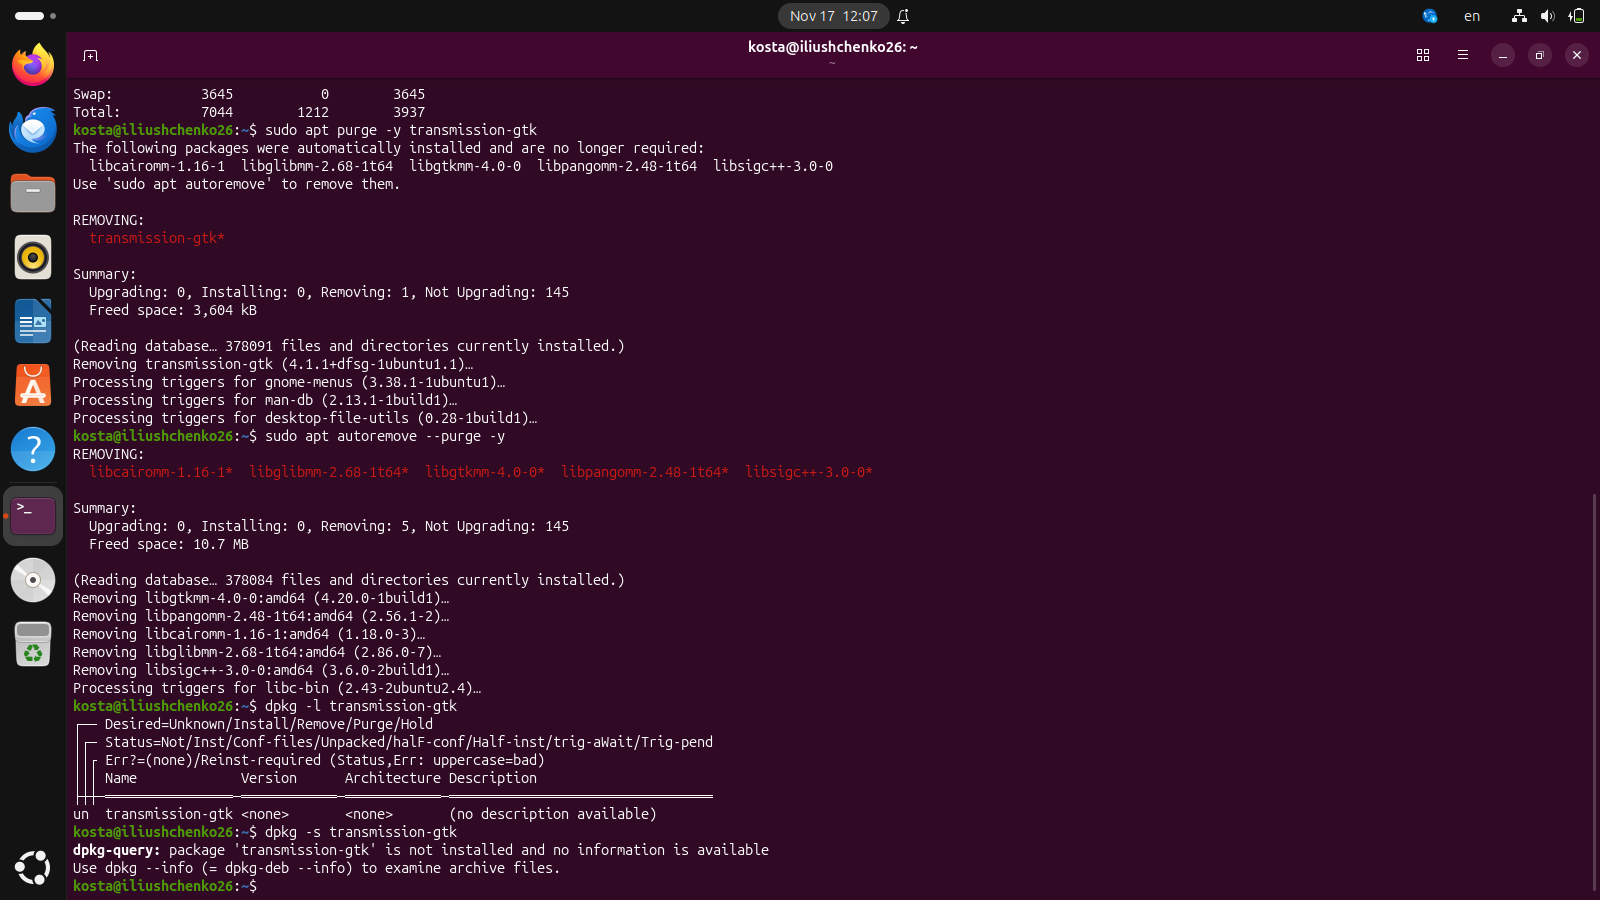 Nov 17  12:07
en
kosta@iliushchenko26: ~
~
Swap:           3645           0        3645
Total:          7044        1212        3937
kosta@iliushchenko26:~$ sudo apt purge -y transmission-gtk
The following packages were automatically installed and are no longer required:
  libcairomm-1.16-1  libglibmm-2.68-1t64  libgtkmm-4.0-0  libpangomm-2.48-1t64  libsigc++-3.0-0
Use 'sudo apt autoremove' to remove them.

REMOVING:
  transmission-gtk*

Summary:
  Upgrading: 0, Installing: 0, Removing: 1, Not Upgrading: 145
  Freed space: 3,604 kB

(Reading database… 378091 files and directories currently installed.)
Removing transmission-gtk (4.1.1+dfsg-1ubuntu1.1)…
Processing triggers for gnome-menus (3.38.1-1ubuntu1)…
Processing triggers for man-db (2.13.1-1build1)…
Processing triggers for desktop-file-utils (0.28-1build1)…
kosta@iliushchenko26:~$ sudo apt autoremove --purge -y
REMOVING:
  libcairomm-1.16-1*  libglibmm-2.68-1t64*  libgtkmm-4.0-0*  libpangomm-2.48-1t64*  libsigc++-3.0-0*

Summary:
  Upgrading: 0, Installing: 0, Removing: 5, Not Upgrading: 145
  Freed space: 10.7 MB

(Reading database… 378084 files and directories currently installed.)
Removing libgtkmm-4.0-0:amd64 (4.20.0-1build1)…
Removing libpangomm-2.48-1t64:amd64 (2.56.1-2)…
Removing libcairomm-1.16-1:amd64 (1.18.0-3)…
Removing libglibmm-2.68-1t64:amd64 (2.86.0-7)…
Removing libsigc++-3.0-0:amd64 (3.6.0-2build1)…
Processing triggers for libc-bin (2.43-2ubuntu2.4)…
kosta@iliushchenko26:~$ dpkg -l transmission-gtk
Desired=Unknown/Install/Remove/Purge/Hold
Status=Not/Inst/Conf-files/Unpacked/halF-conf/Half-inst/trig-aWait/Trig-pend
Err?=(none)/Reinst-required (Status,Err: uppercase=bad)
Name             Version      Architecture Description
un  transmission-gtk <none>       <none>       (no description available)
kosta@iliushchenko26:~$ dpkg -s transmission-gtk
dpkg-query: package 'transmission-gtk' is not installed and no information is available
Use dpkg --info (= dpkg-deb --info) to examine archive files.
kosta@iliushchenko26:~$